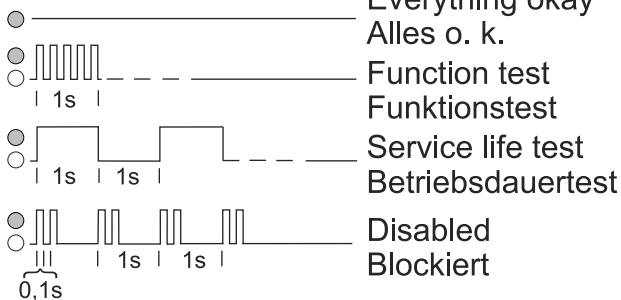 Everything okay
Alles o. k.
Function test
1s
Funktionstest
Service life test
1s 1s
Betriebsdauertest
Disabled
1s 1s
Blockiert
0,1s